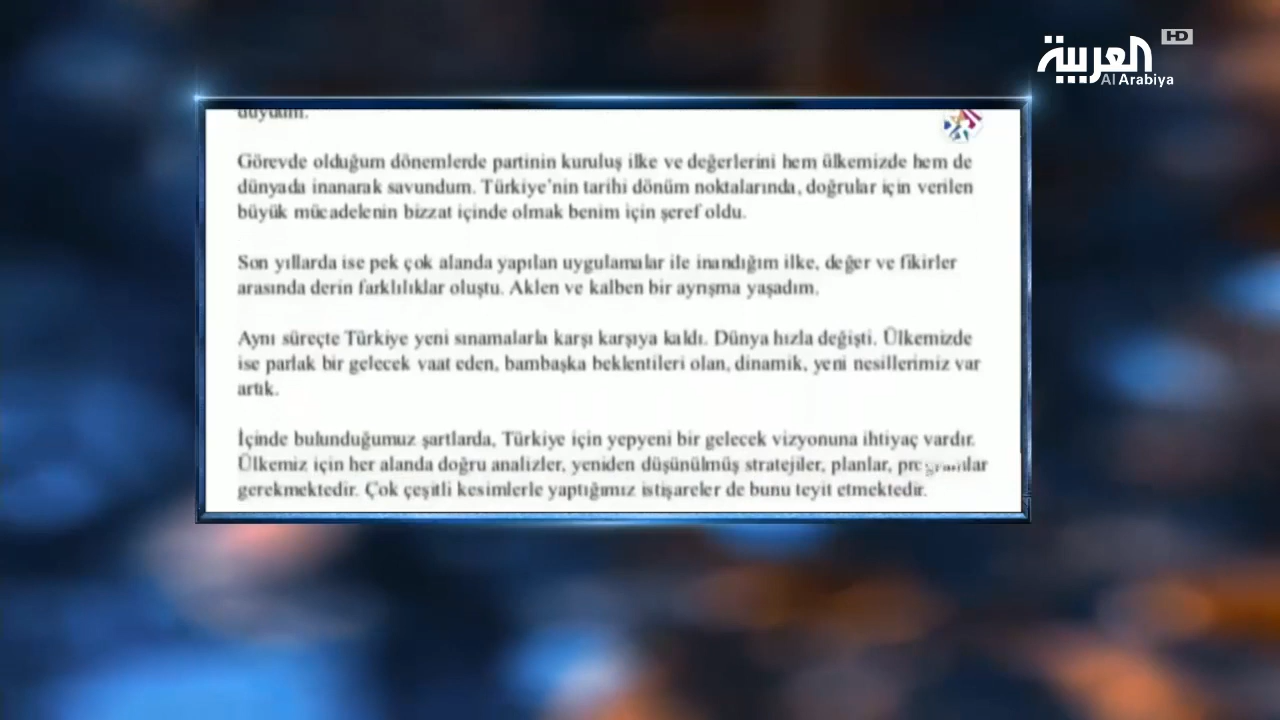 HD
العربية
Al Arabiya
duydum.
Görevde olduğum dönemlerde partinin kuruluş ilke ve değerlerini hem ülkemizde hem de
dünyada inanarak savundum. Türkiye'nin tarihi dönüm noktalarında, doğrular için verilen
büyük mücadelenin bizzat içinde olmak benim için şeref oldu.
Son yıllarda ise pek çok alanda yapılan uygulamalar ile inandığım ilke, değer ve fikirler
arasında derin farklılıklar oluştu. Aklen ve kalben bir ayrışma yaşadım.
Aynı süreçte Türkiye yeni sınamalarla karşı karşıya kaldı. Dünya hızla değişti. Ülkemizde
ise parlak bir gelecek vaat eden, bambaşka beklentileri olan, dinamik, yeni nesillerimiz var
artık.
İçinde bulunduğumuz şartlarda, Türkiye için yepyeni bir gelecek vizyonuna ihtiyaç vardır.
Ülkemiz için her alanda doğru analizler, yeniden düşünülmüş stratejiler, planlar, programlar
gerekmektedir. Çok çeşitli kesimlerle yaptığımız istişareler de bunu teyit etmektedir.